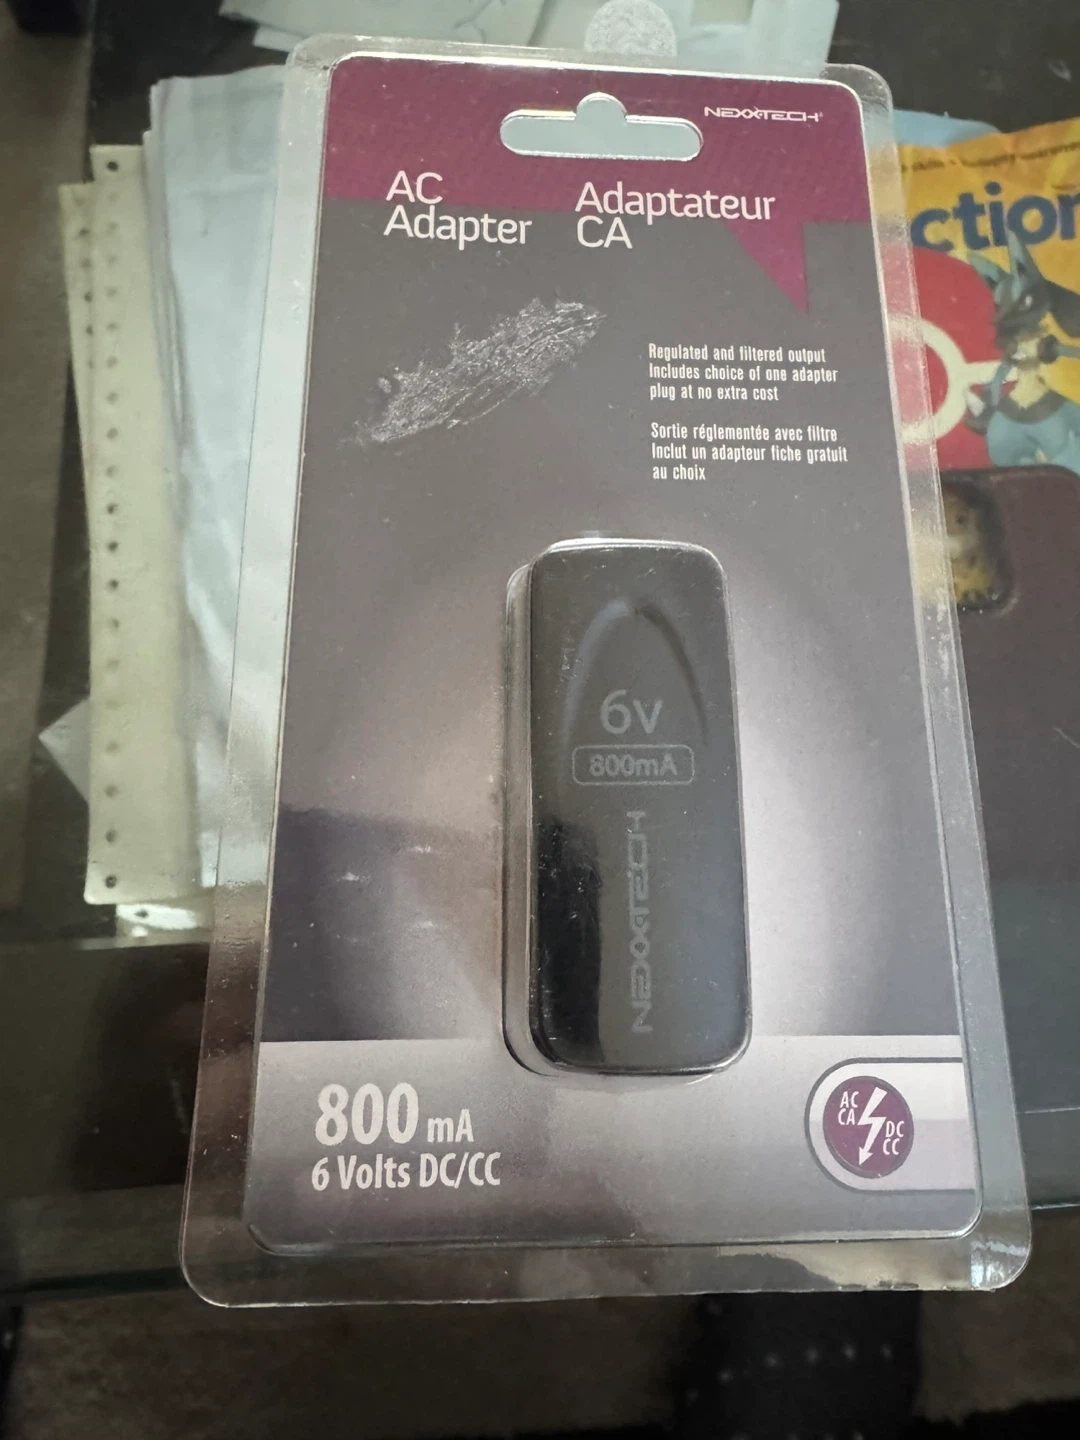 NEXXTECH
AC
Adapter
Adaptateur
CA
Regulated and filtered output
Includes choice of one adapter
plug at no extra cost
Sortie réglementée avec filtre
Inclut un adapteur fiche gratuit
au choix
6v
800mA
NEXXTECH
800 mA
6 Volts DC/CC
AC
CA
DC
CC
ction